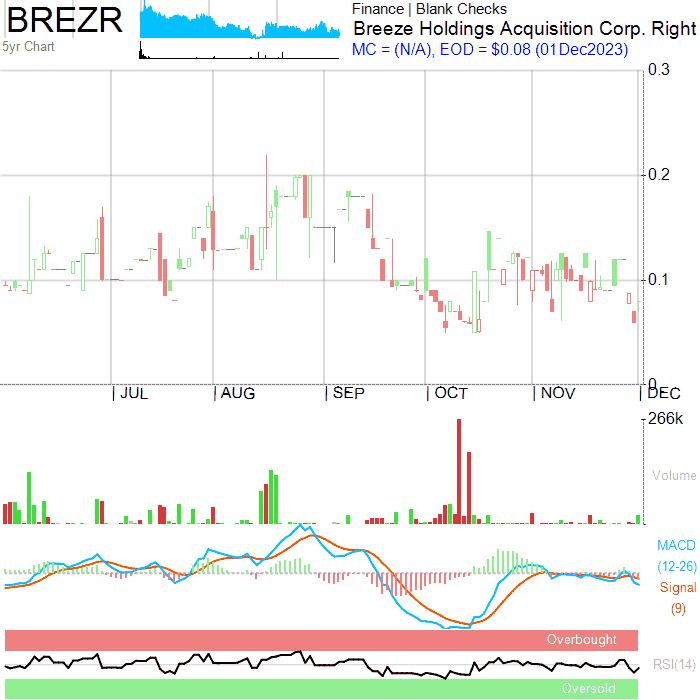 BREZR
5yr Chart
Finance | Blank Checks
Breeze Holdings Acquisition Corp. Right
MC = (N/A), EOD = $0.08 (01Dec2023)
0.3
0.2
0.1
0
JUL AUG SEP OCT NOV DEC
266k
Volume
MACD
(12-26)
Signal
(9)
Overbought
RSI(14)
Oversold